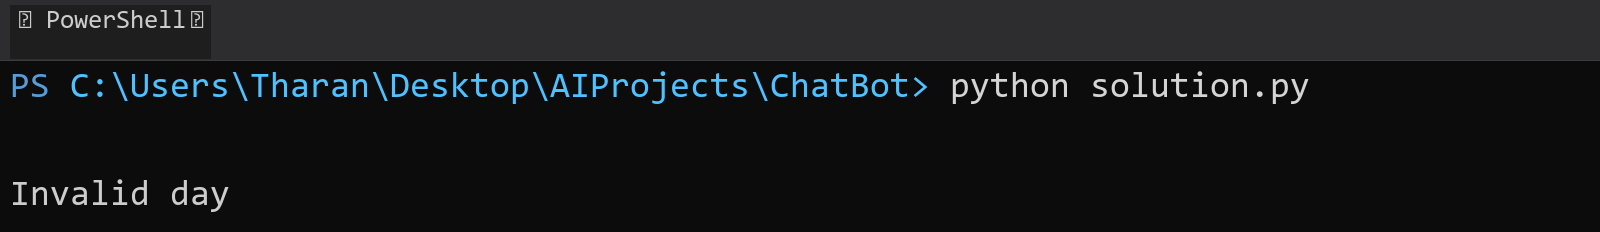 PowerShell
PS C:\Users\Tharan\Desktop\AIProjects\ChatBot> python solution.py
Invalid day